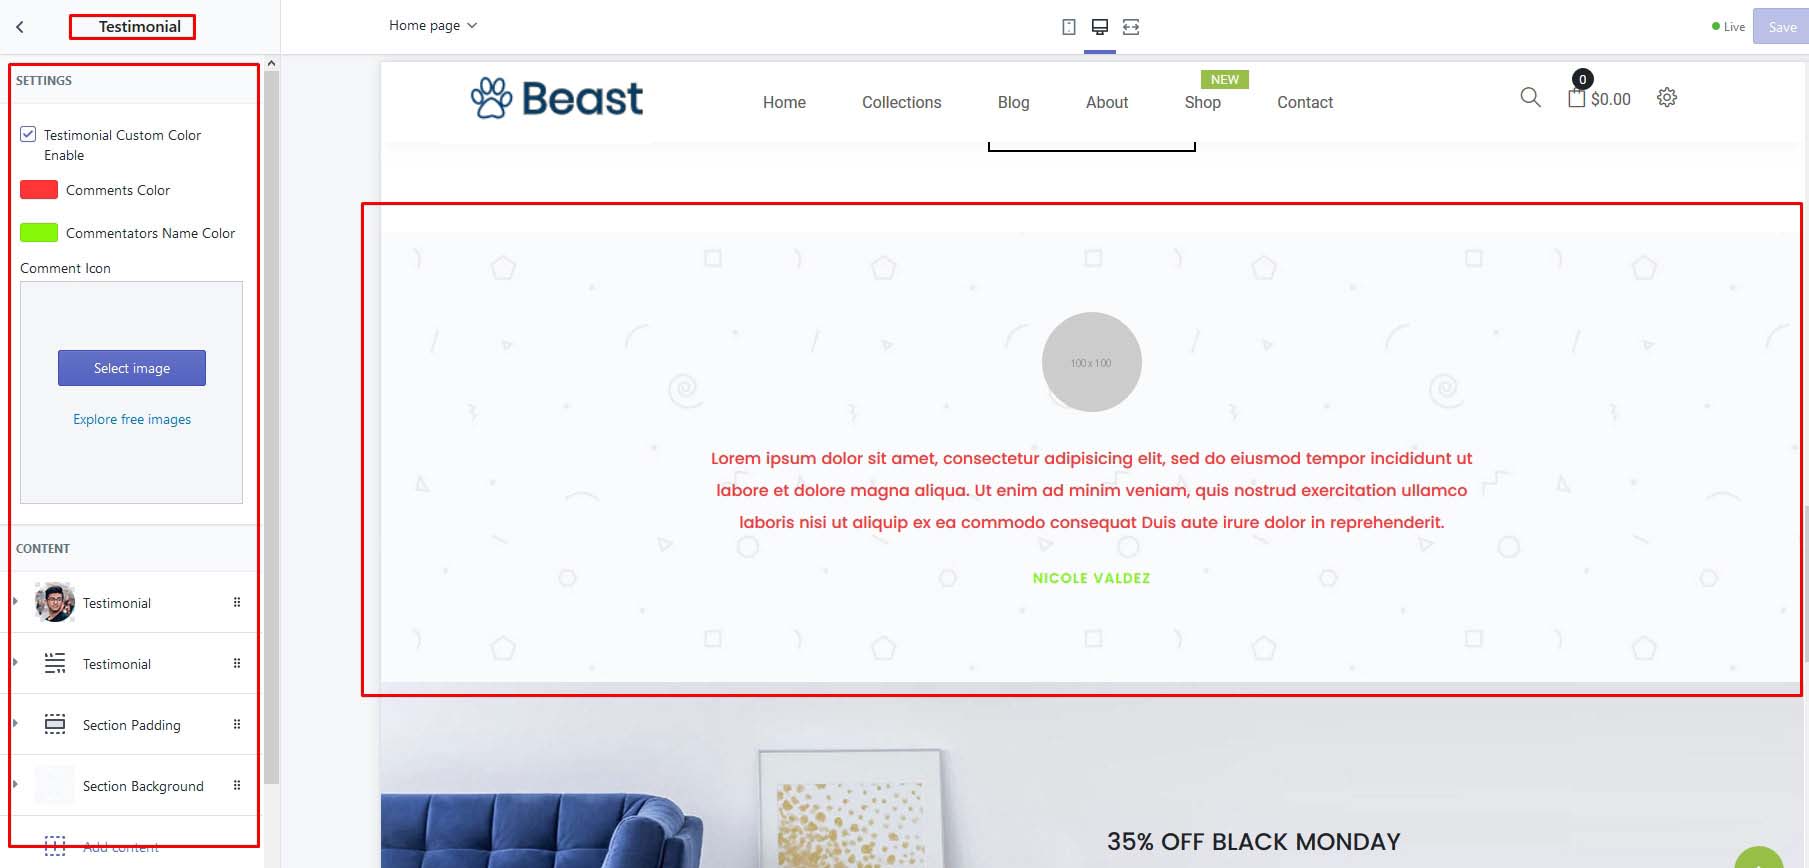 Testimonial
Home page
Live
Save
SETTINGS
Testimonial Custom Color
Enable
Comments Color
Commentators Name Color
Comment Icon
Select image
Explore free images
CONTENT
Testimonial
Testimonial
Section Padding
Section Background
Add content
Beast
Home
Collections
Blog
About
NEW
Shop
Contact
0
$0.00
100 x 100
Lorem ipsum dolor sit amet, consectetur adipisicing elit, sed do eiusmod tempor incididunt ut
labore et dolore magna aliqua. Ut enim ad minim veniam, quis nostrud exercitation ullamco
laboris nisi ut aliquip ex ea commodo consequat Duis aute irure dolor in reprehenderit.
NICOLE VALDEZ
35% OFF BLACK MONDAY